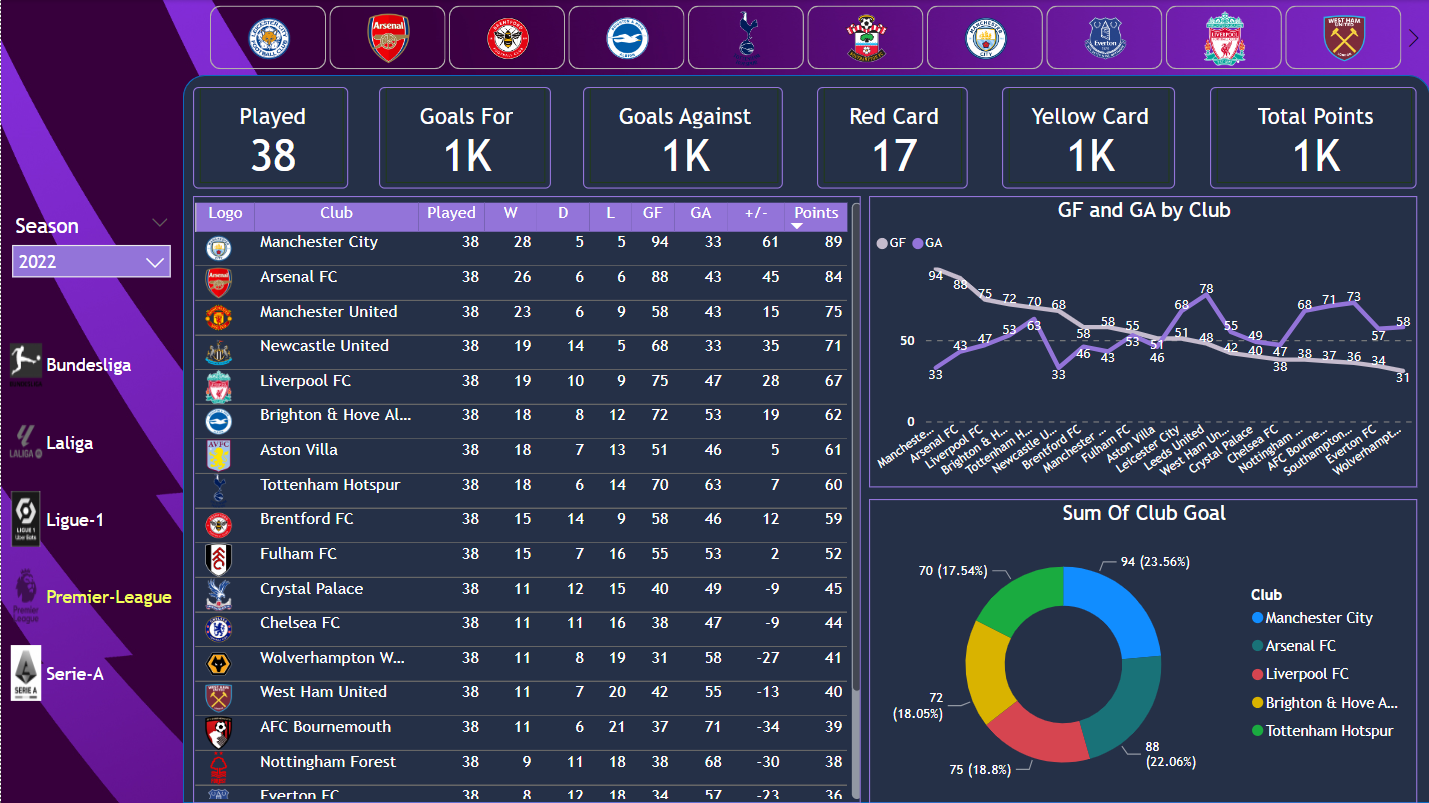 Played
38
Goals For
1K
Goals Against
1K
Red Card
17
Yellow Card
1K
Total Points
1K
Season
2022
Bundesliga
Laliga
Ligue-1
Premier-League
Serie-A
Logo Club Played W D L GF GA +/- Points
Manchester City 38 28 5 5 94 33 61 89
Arsenal FC 38 26 6 6 88 43 45 84
Manchester United 38 23 6 9 58 43 15 75
Newcastle United 38 19 14 5 68 33 35 71
Liverpool FC 38 19 10 9 75 47 28 67
Brighton & Hove Al... 38 18 8 12 72 53 19 62
Aston Villa 38 18 7 13 51 46 5 61
Tottenham Hotspur 38 18 6 14 70 63 7 60
Brentford FC 38 15 14 9 58 46 12 59
Fulham FC 38 15 7 16 55 53 2 52
Crystal Palace 38 11 12 15 40 49 -9 45
Chelsea FC 38 11 11 16 38 47 -9 44
Wolverhampton W... 38 11 8 19 31 58 -27 41
West Ham United 38 11 7 20 42 55 -13 40
AFC Bournemouth 38 11 6 21 37 71 -34 39
Nottingham Forest 38 9 11 18 38 68 -30 38
Everton FC 38 8 12 18 34 57 -23 36
GF and GA by Club
GF GA
94 88 75 72 70 68 58 58 55 51 51 48 42 40 38 38 37 36 34 31
33 43 47 53 63 33 46 43 53 46 68 78 55 49 47 68 71 73 57 58
50
0
Mancheste...
Arsenal FC
Liverpool FC
Brighton & H...
Tottenham H...
Newcastle U...
Brentford FC
Manchester ...
Fulham FC
Aston Villa
Leicester City
Leeds United
West Ham Un...
Crystal Palace
Chelsea FC
Nottingham ...
AFC Bourne...
Southampton...
Everton FC
Wolverhampt...
Sum Of Club Goal
94 (23.56%)
88
(22.06%)
75 (18.8%)
72
(18.05%)
70 (17.54%)
Club
Manchester City
Arsenal FC
Liverpool FC
Brighton & Hove A...
Tottenham Hotspur